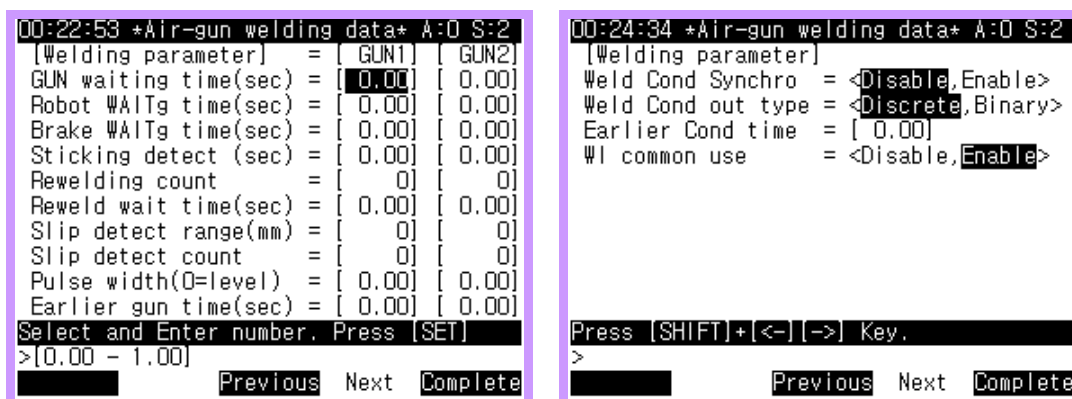 00:22:53 *Air-gun welding data* A:0 S:2
[Welding parameter] = [ GUN1] [ GUN2]
GUN waiting time(sec) = [ 0.00] [ 0.00]
Robot WAITg time(sec) = [ 0.00] [ 0.00]
Brake WAITg time(sec) = [ 0.00] [ 0.00]
Sticking detect (sec) = [ 0.00] [ 0.00]
Rewelding count = [ 0] [ 0]
Reweld wait time(sec) = [ 0.00] [ 0.00]
Slip detect range(mm) = [ 0] [ 0]
Slip detect count = [ 0] [ 0]
Pulse width(0=level) = [ 0.00] [ 0.00]
Earlier gun time(sec) = [ 0.00] [ 0.00]
Select and Enter number. Press [SET]
>[0.00 - 1.00]
Previous Next Complete
00:24:34 *Air-gun welding data* A:0 S:2
[Welding parameter]
Weld Cond Synchro = <Disable,Enable>
Weld Cond out type = <Discrete,Binary>
Earlier Cond time = [ 0.00]
WI common use = <Disable,Enable>
Press [SHIFT]+[<-][->] Key.
>
Previous Next Complete